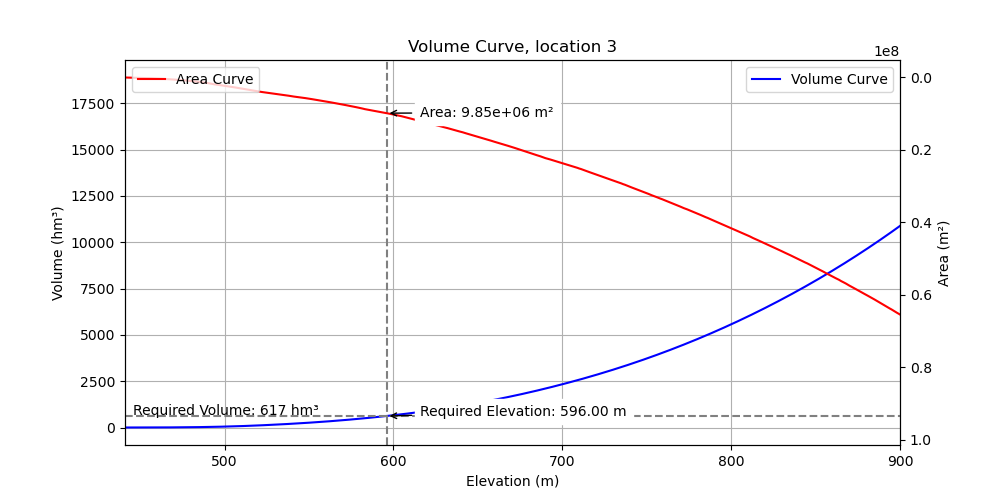 Volume Curve, location 3
1e8
Area Curve
Volume Curve
Area: 9.85e+06 m²
Required Volume: 617 hm³
Required Elevation: 596.00 m
17500
15000
12500
10000
7500
5000
2500
0
Volume (hm³)
0.0
0.2
0.4
0.6
0.8
1.0
Area (m²)
500
600
700
800
900
Elevation (m)